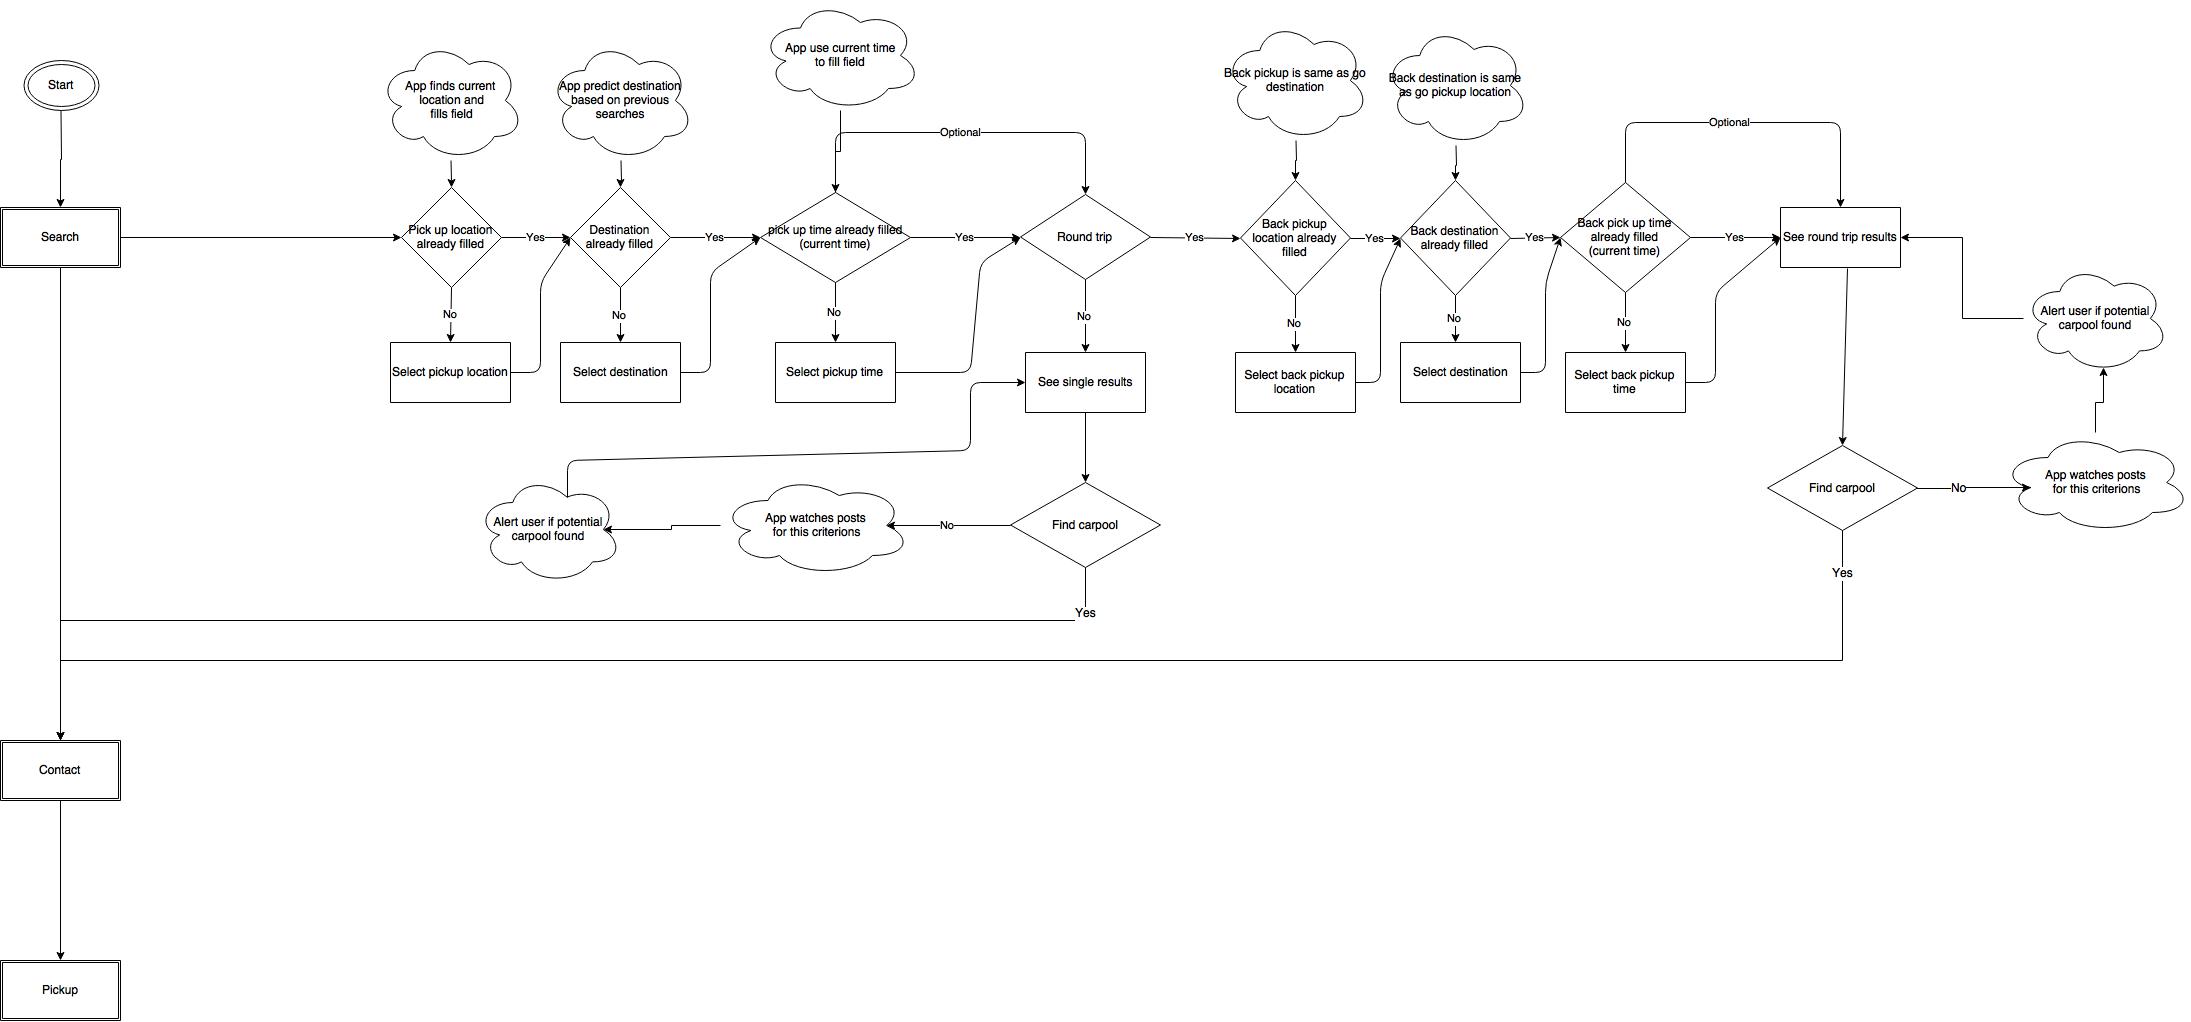 Start
App finds current
location and
fills field
App predict destination
based on previous
searches
App use current time
to fill field
Back pickup is same as go
destination
Back destination is same
as go pickup location
Optional
Optional
Search
Pick up location
already filled
Yes
Destination
already filled
Yes
pick up time already filled
(current time)
Yes
Round trip
Yes
Back pickup
location already
filled
Yes
Back destination
already filled
Yes
Back pick up time
already filled
(current time)
Yes
See round trip results
No
No
No
No
No
No
No
Alert user if potential
carpool found
Select pickup location
Select destination
Select pickup time
See single results
Select back pickup
location
Select destination
Select back pickup
time
Alert user if potential
carpool found
App watches posts
for this criterions
No
Find carpool
Find carpool
No
App watches posts
for this criterions
Yes
Yes
Contact
Pickup